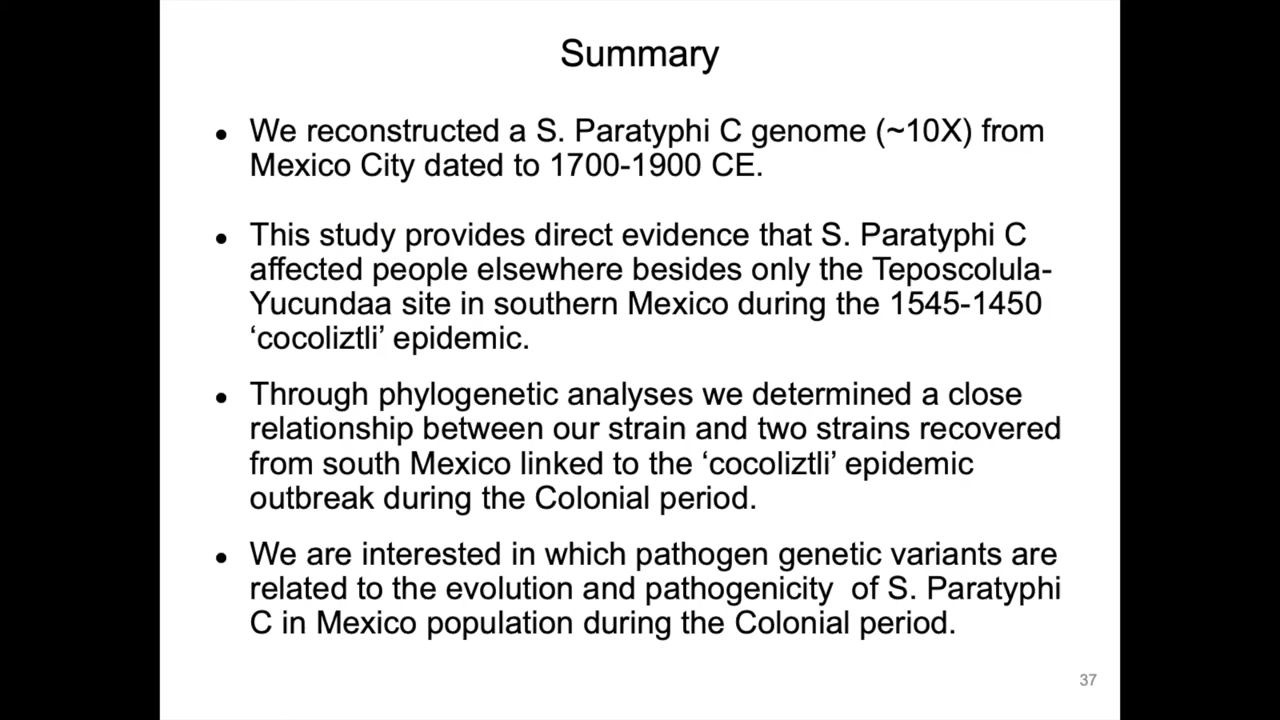 Summary
• We reconstructed a S. Paratyphi C genome (~10X) from
Mexico City dated to 1700-1900 CE.
• This study provides direct evidence that S. Paratyphi C
affected people elsewhere besides only the Teposcolula-
Yucundaa site in southern Mexico during the 1545-1450
‘cocoliztli’ epidemic.
• Through phylogenetic analyses we determined a close
relationship between our strain and two strains recovered
from south Mexico linked to the ‘cocoliztli’ epidemic
outbreak during the Colonial period.
• We are interested in which pathogen genetic variants are
related to the evolution and pathogenicity  of S. Paratyphi
C in Mexico population during the Colonial period.
37